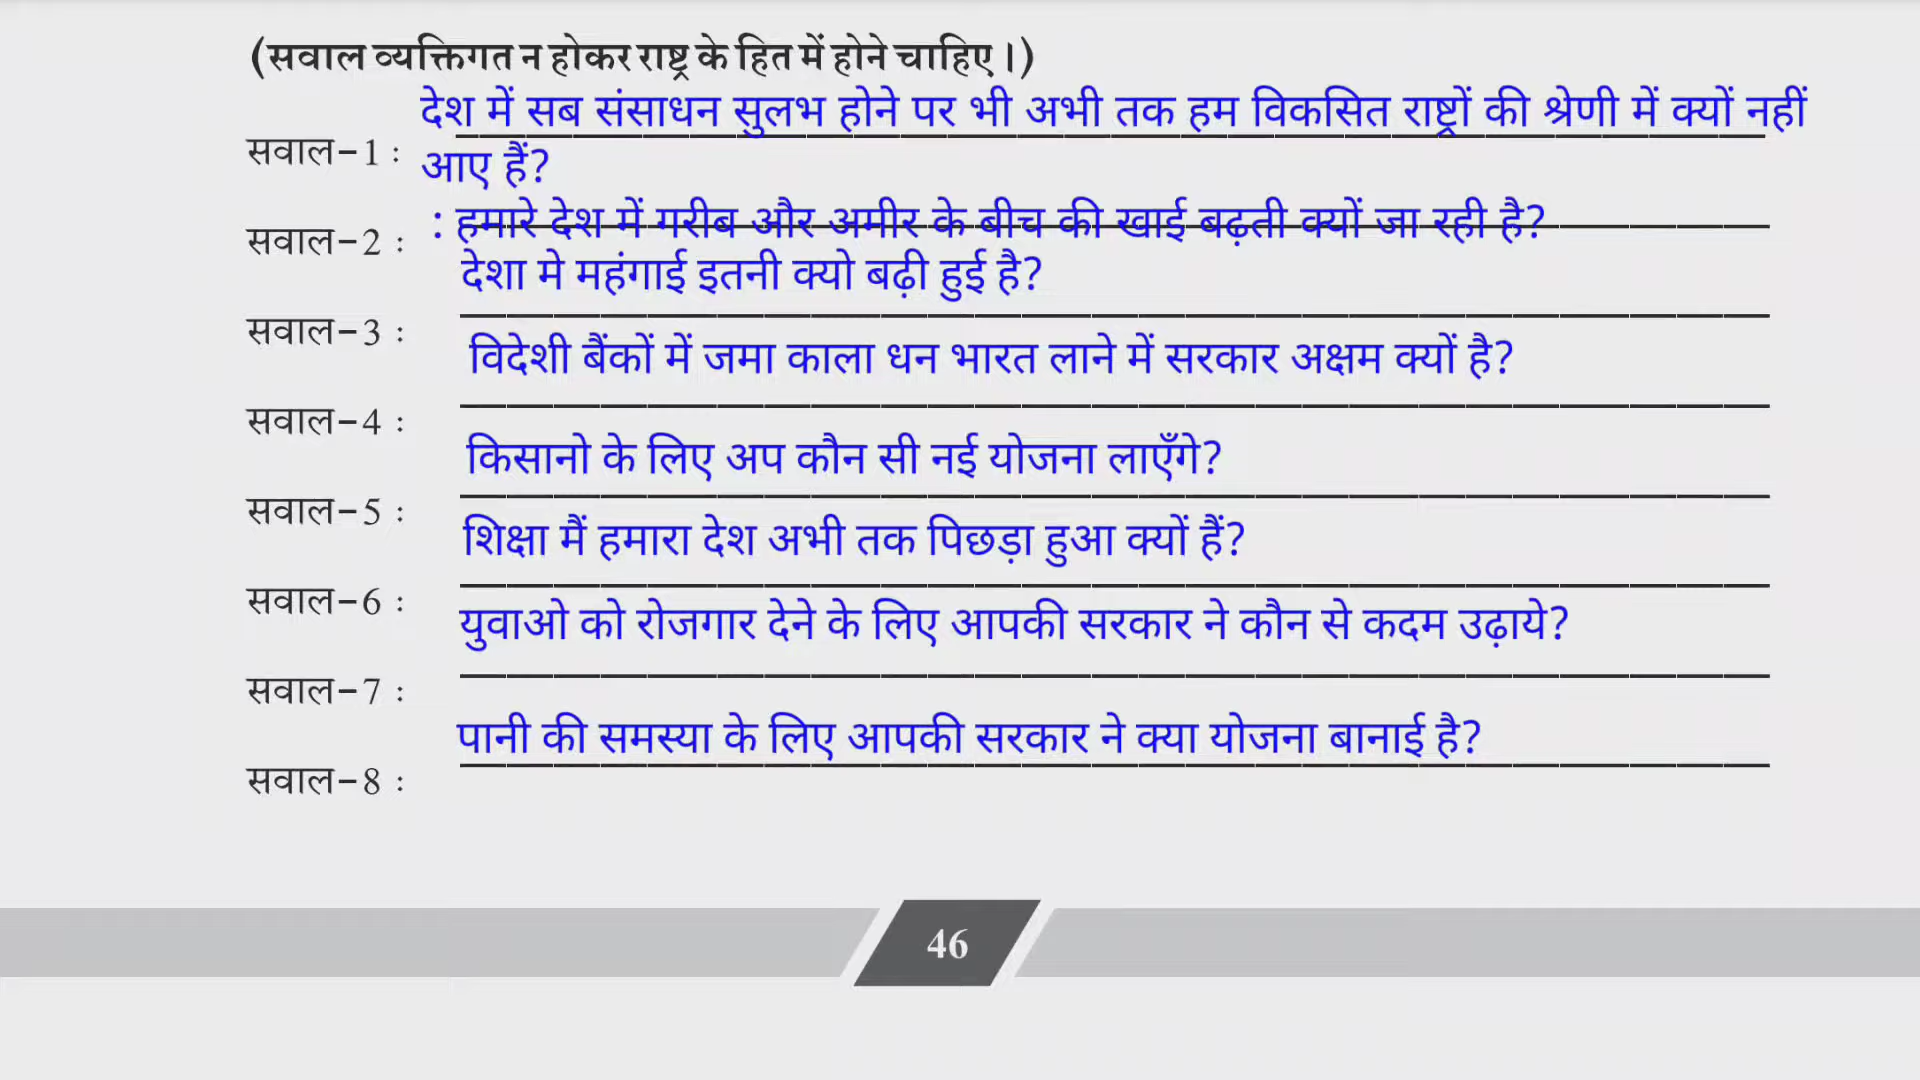 (सवाल व्यक्तिगत न होकर राष्ट्र के हित में होने चाहिए।)
देश में सब संसाधन सुलभ होने पर भी अभी तक हम विकसित राष्ट्रों की श्रेणी में क्यों नहीं
सवाल-1 :
आए हैं?
: हमारे देश में गरीब और अमीर के बीच की खाई बढ़ती क्यों जा रही है?
सवाल-2 :
देशा मे महंगाई इतनी क्यो बढ़ी हुई है?
सवाल-3 :
विदेशी बैंकों में जमा काला धन भारत लाने में सरकार अक्षम क्यों है?
सवाल-4 :
किसानो के लिए अप कौन सी नई योजना लाएँगे?
सवाल-5 :
शिक्षा मैं हमारा देश अभी तक पिछड़ा हुआ क्यों हैं?
सवाल-6 :
युवाओ को रोजगार देने के लिए आपकी सरकार ने कौन से कदम उढ़ाये?
सवाल-7 :
पानी की समस्या के लिए आपकी सरकार ने क्या योजना बानाई है?
सवाल-8 :
46